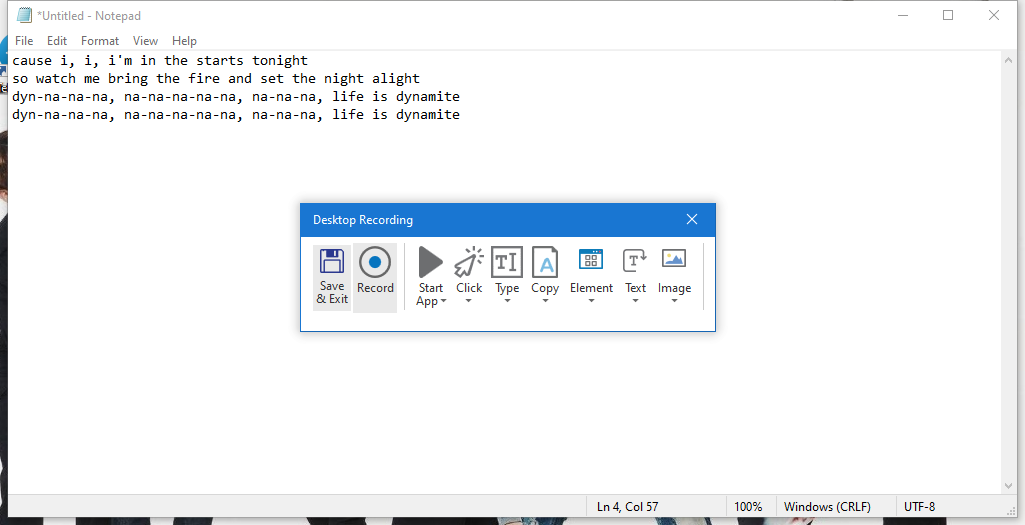 *Untitled - Notepad
File Edit Format View Help
cause i, i, i'm in the starts tonight
so watch me bring the fire and set the night alight
dyn-na-na-na, na-na-na-na-na, na-na-na, life is dynamite
dyn-na-na-na, na-na-na-na-na, na-na-na, life is dynamite
Desktop Recording
Save & Exit
Record
Start App
Click
Type
Copy
Element
Text
Image
Ln 4, Col 57 100% Windows (CRLF) UTF-8